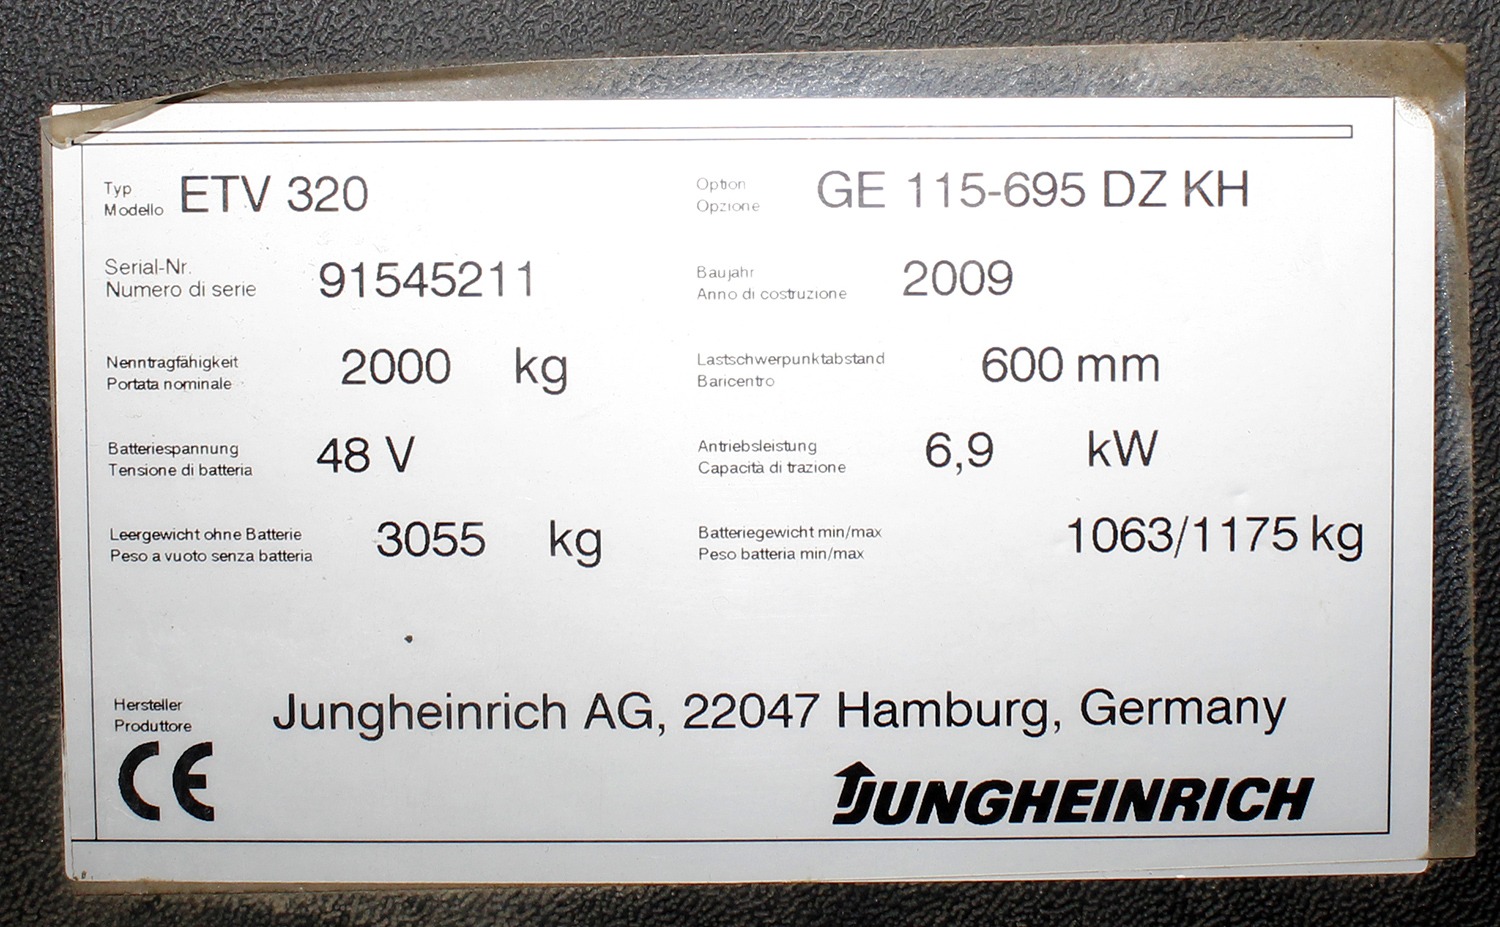 Typ
Modello ETV 320
Option
Opzione GE 115-695 DZ KH
Serial-Nr.
Numero di serie 91545211
Baujahr
Anno di costruzione 2009
Nenntragfähigkeit
Portata nominale 2000 kg
Lastschwerpunktabstand
Baricentro 600 mm
Batteriespannung
Tensione di batteria 48 V
Antriebsleistung
Capacità di trazione 6,9 kW
Leergewicht ohne Batterie
Peso a vuoto senza batteria 3055 kg
Batteriegewicht min/max
Peso batteria min/max 1063/1175 kg
Hersteller
Produttore Jungheinrich AG, 22047 Hamburg, Germany
CE
JUNGHEINRICH